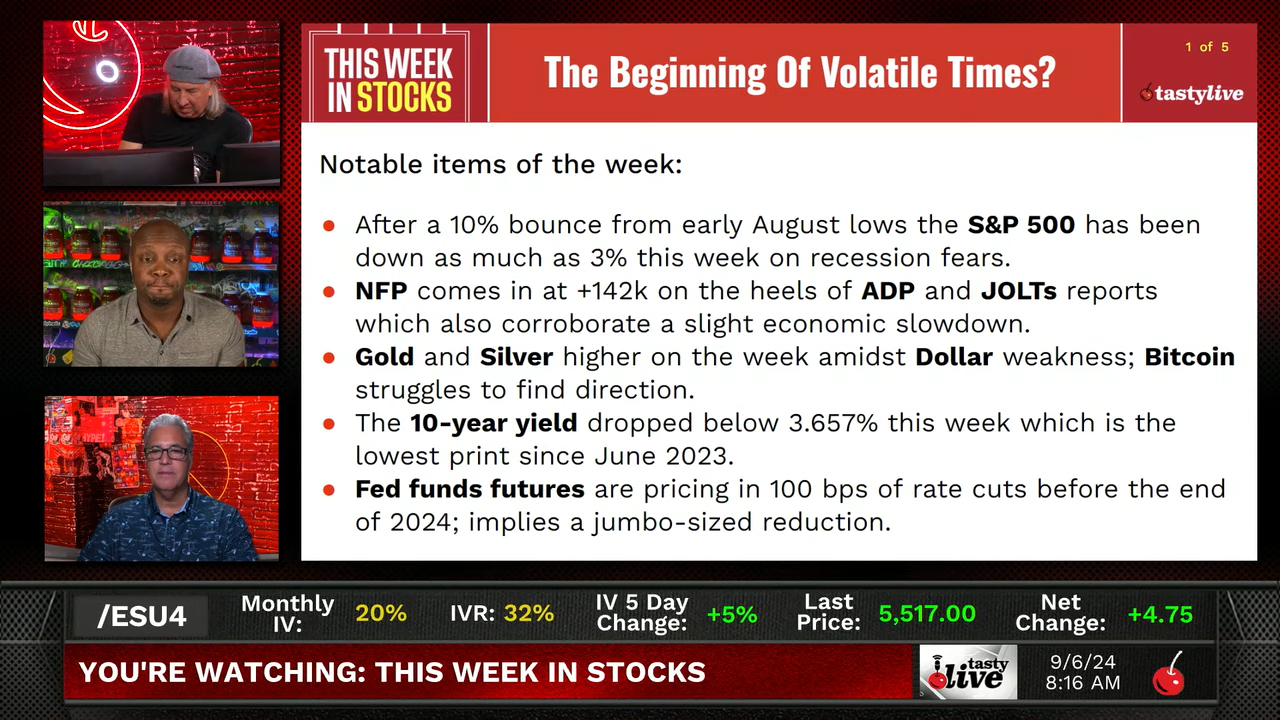 THIS WEEK
IN STOCKS
The Beginning Of Volatile Times?
1 of 5
tastylive
Notable items of the week:
After a 10% bounce from early August lows the S&P 500 has been
down as much as 3% this week on recession fears.
NFP comes in at +142k on the heels of ADP and JOLTs reports
which also corroborate a slight economic slowdown.
Gold and Silver higher on the week amidst Dollar weakness; Bitcoin
struggles to find direction.
The 10-year yield dropped below 3.657% this week which is the
lowest print since June 2023.
Fed funds futures are pricing in 100 bps of rate cuts before the end
of 2024; implies a jumbo-sized reduction.
/ESU4
Monthly
IV:
20%
IVR: 32%
IV 5 Day
Change:
+5%
Last
Price:
5,517.00
Net
Change:
+4.75
YOU'RE WATCHING: THIS WEEK IN STOCKS
tasty
live
9/6/24
8:16 AM